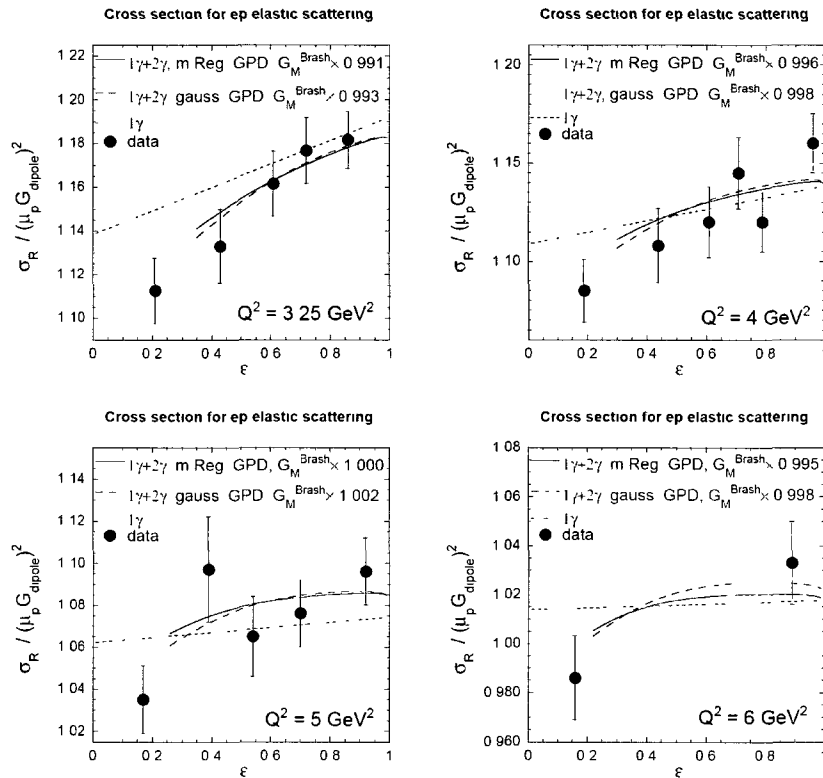 Cross section for ep elastic scattering
1γ+2γ, m Reg GPD G_M^Brash × 0 991
1γ+2γ gauss GPD G_M^Brash × 0 993
1γ
data
σ_R / (μ_p G_dipole)^2
1 22
1 20
1 18
1 16
1 14
1 12
1 10
Q² = 3 25 GeV²
0 0 2 0 4 0 6 0 8 1
ε
Cross section for ep elastic scattering
1γ+2γ m Reg GPD G_M^Brash × 0 996
1γ+2γ, gauss GPD G_M^Brash × 0 998
1γ
data
σ_R / (μ_p G_dipole)^2
1 20
1 15
1 10
Q² = 4 GeV²
0 0 2 0 4 0 6 0 8
ε
Cross section for ep elastic scattering
1γ+2γ m Reg GPD, G_M^Brash × 1 000
1γ+2γ gauss GPD G_M^Brash × 1 002
1γ
data
σ_R / (μ_p G_dipole)^2
1 14
1 12
1 10
1 08
1 06
1 04
1 02
Q² = 5 GeV²
0 0 2 0 4 0 6 0 8 1
ε
Cross section for ep elastic scattering
1γ+2γ m Reg GPD, G_M^Brash × 0 995
1γ+2γ gauss GPD, G_M^Brash × 0 998
1γ
data
σ_R / (μ_p G_dipole)^2
1 08
1 06
1 04
1 02
1 00
0 980
0 960
Q² = 6 GeV²
0 0 2 0 4 0 6 0 8
ε